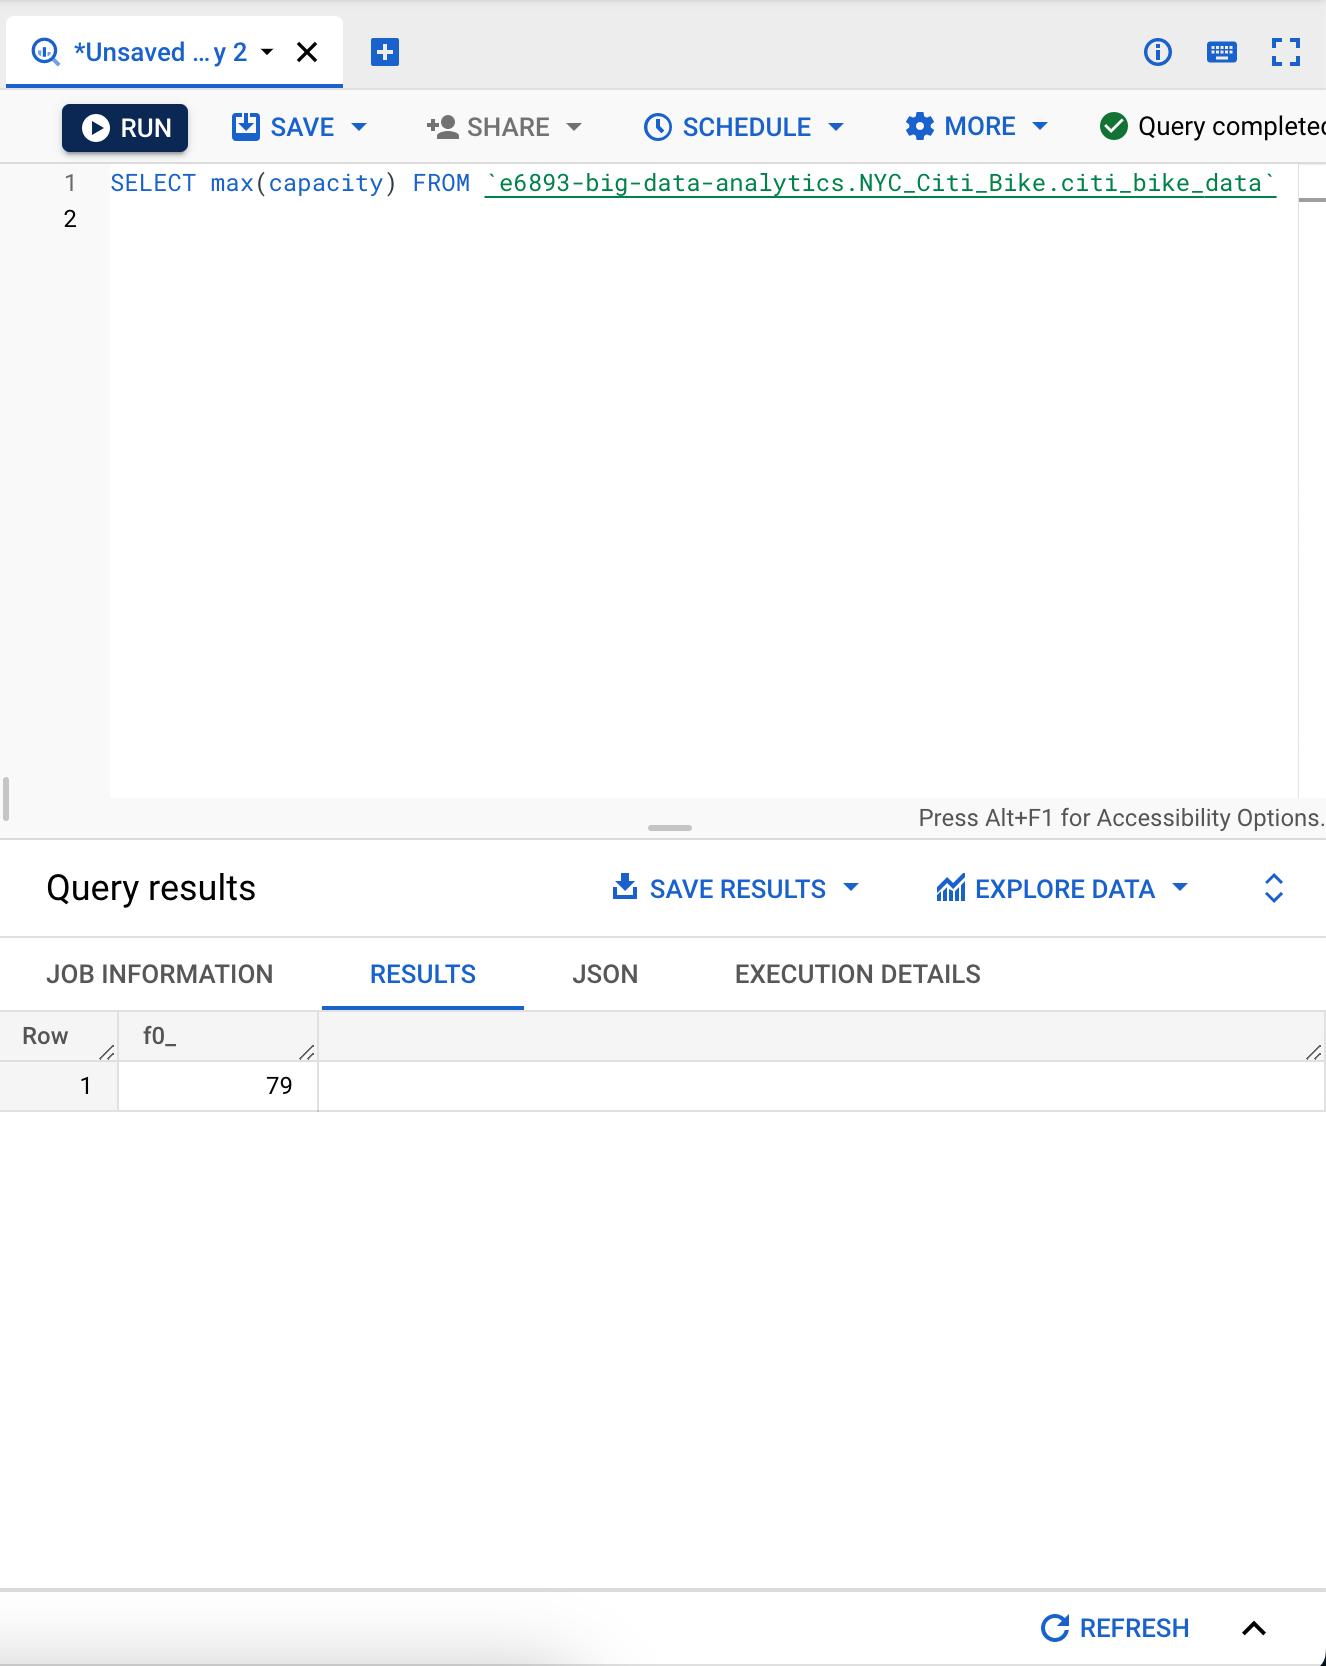 *Unsaved ...y 2
RUN SAVE SHARE SCHEDULE MORE Query completed
1 SELECT max(capacity) FROM `e6893-big-data-analytics.NYC_Citi_Bike.citi_bike_data`
2
Press Alt+F1 for Accessibility Options.
Query results SAVE RESULTS EXPLORE DATA
JOB INFORMATION RESULTS JSON EXECUTION DETAILS
Row f0_
1 79
REFRESH